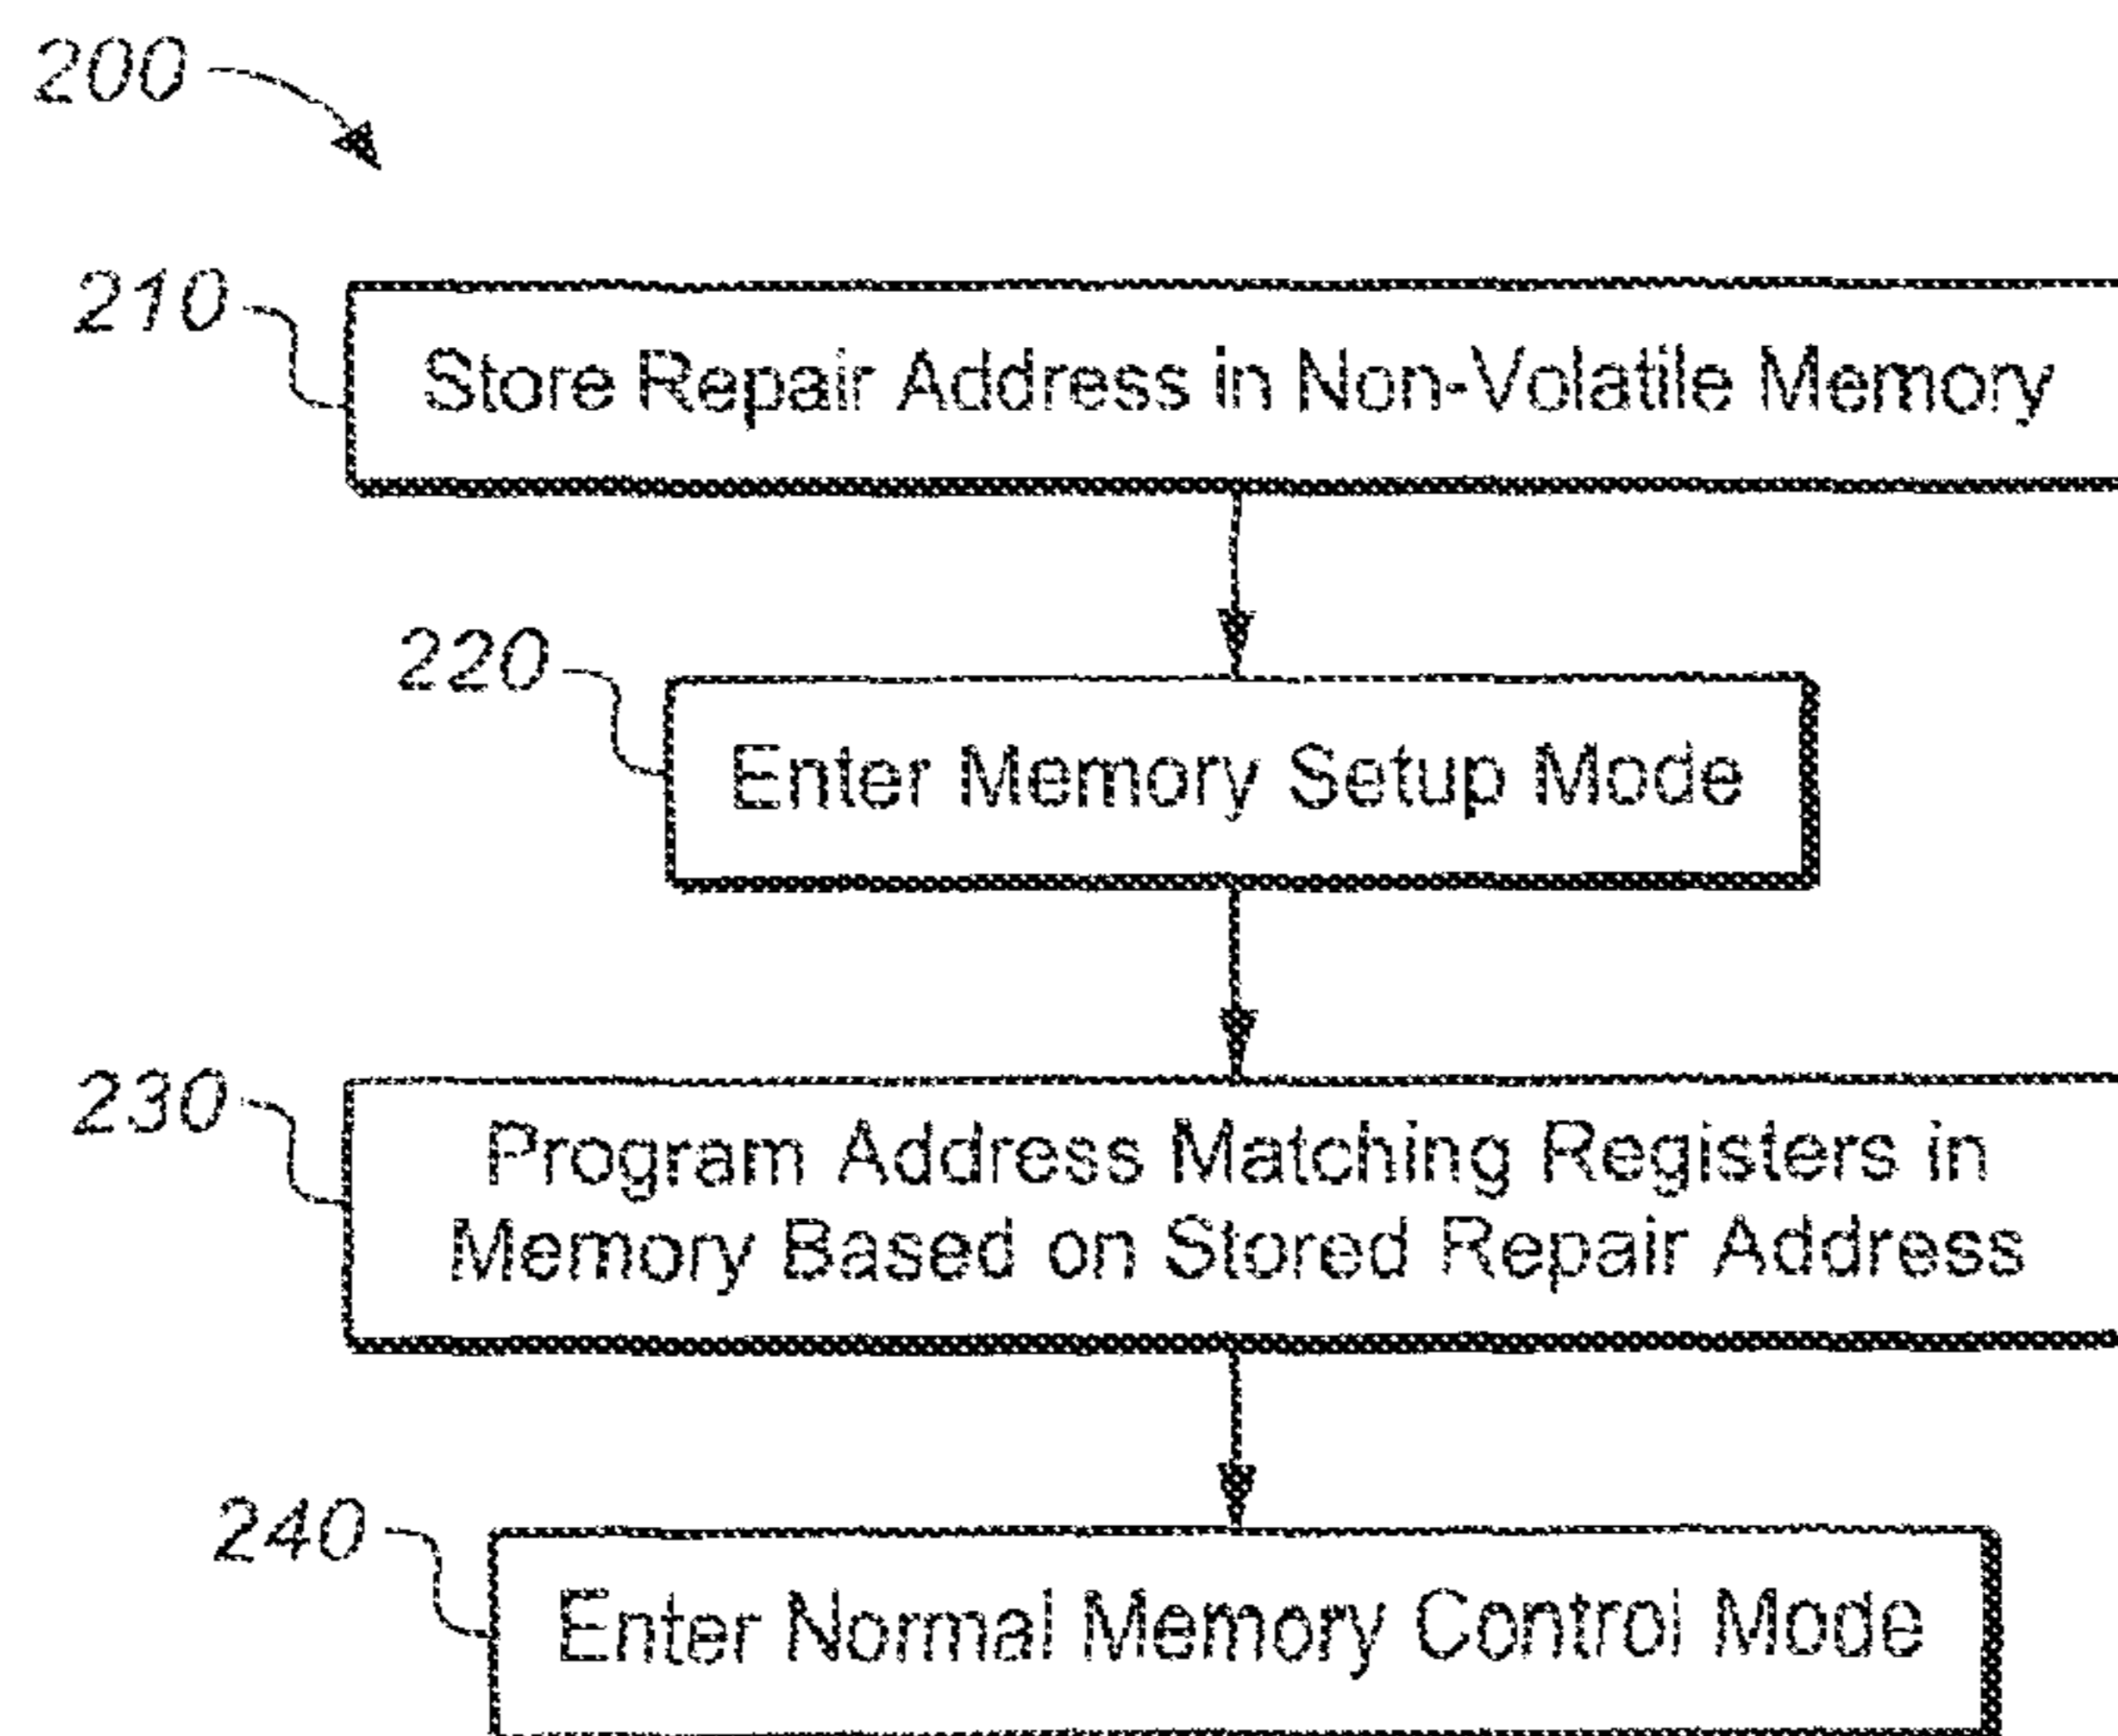 200
210
Store Repair Address in Non-Volatile Memory
220
Enter Memory Setup Mode
230
Program Address Matching Registers in
Memory Based on Stored Repair Address
240
Enter Normal Memory Control Mode